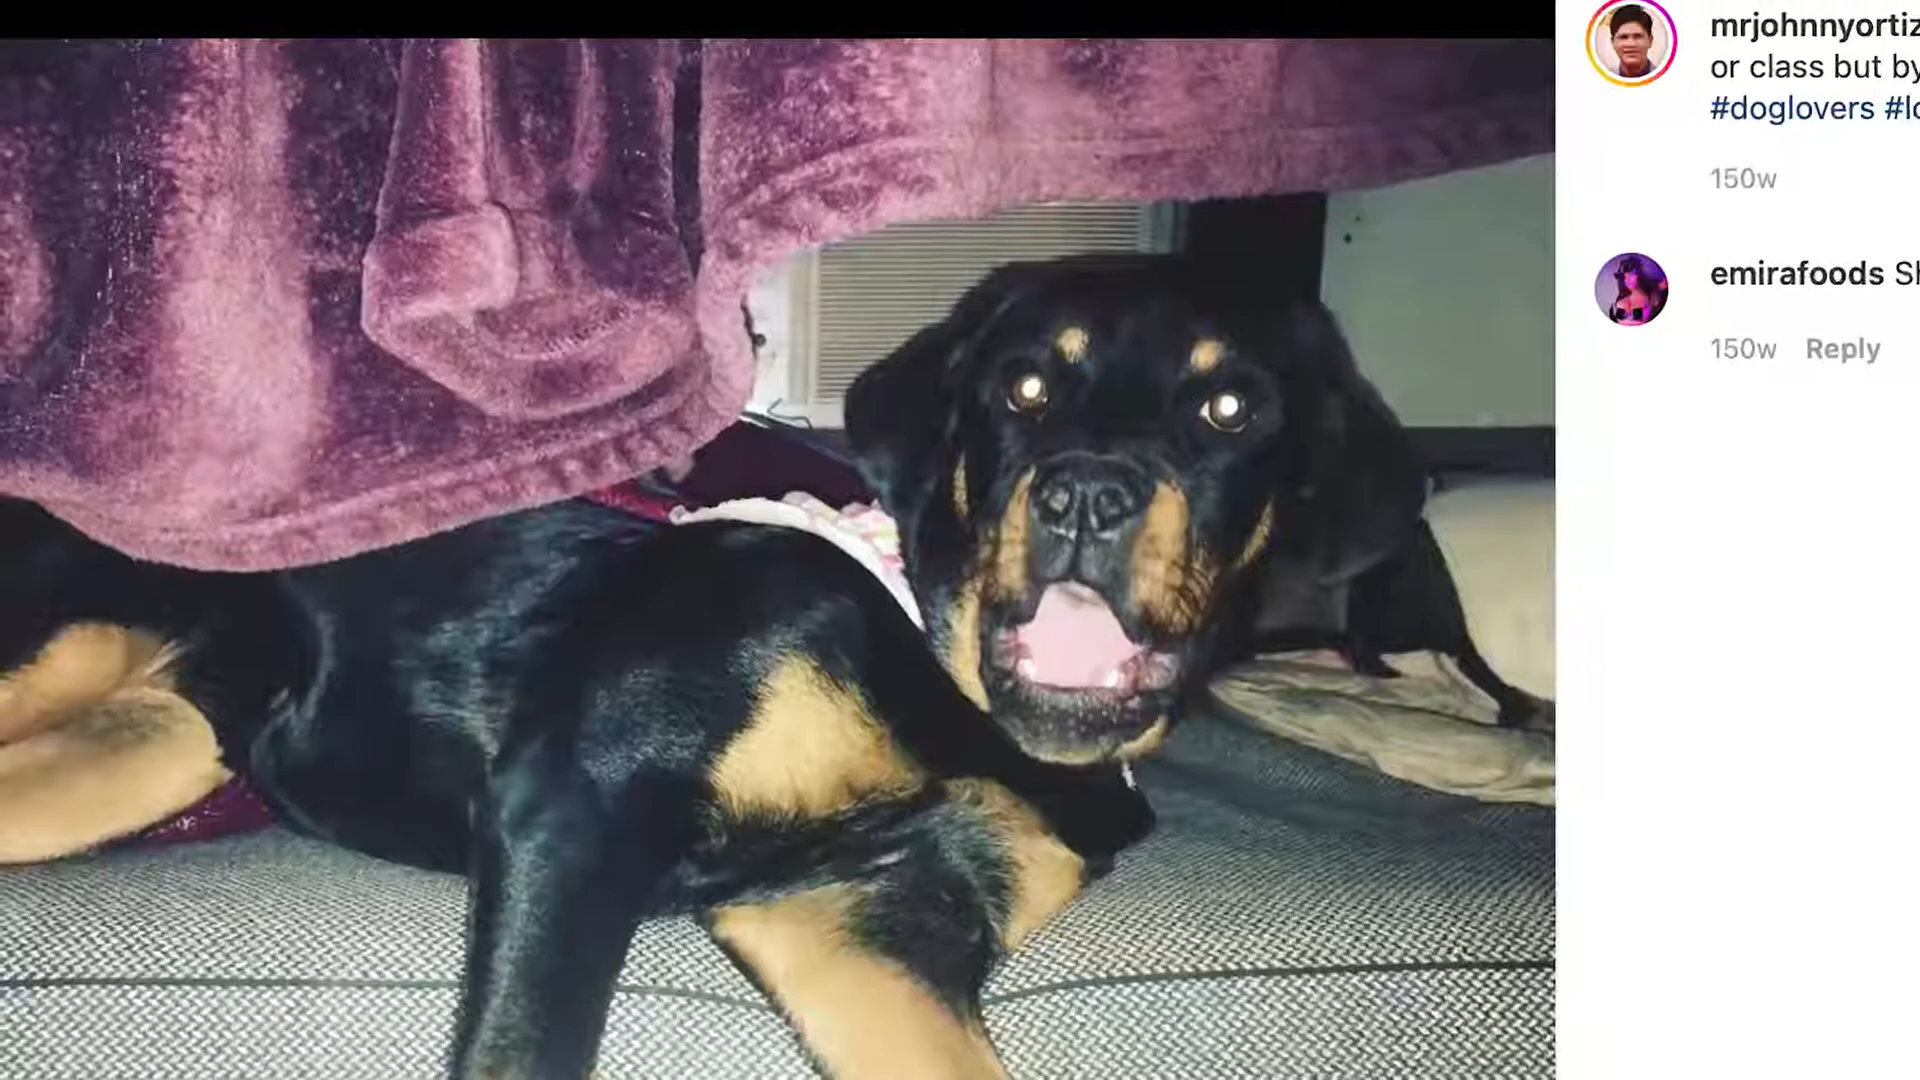 mrjohnnyortiz
or class but by
#doglovers
150w
emirafoods
150w Reply